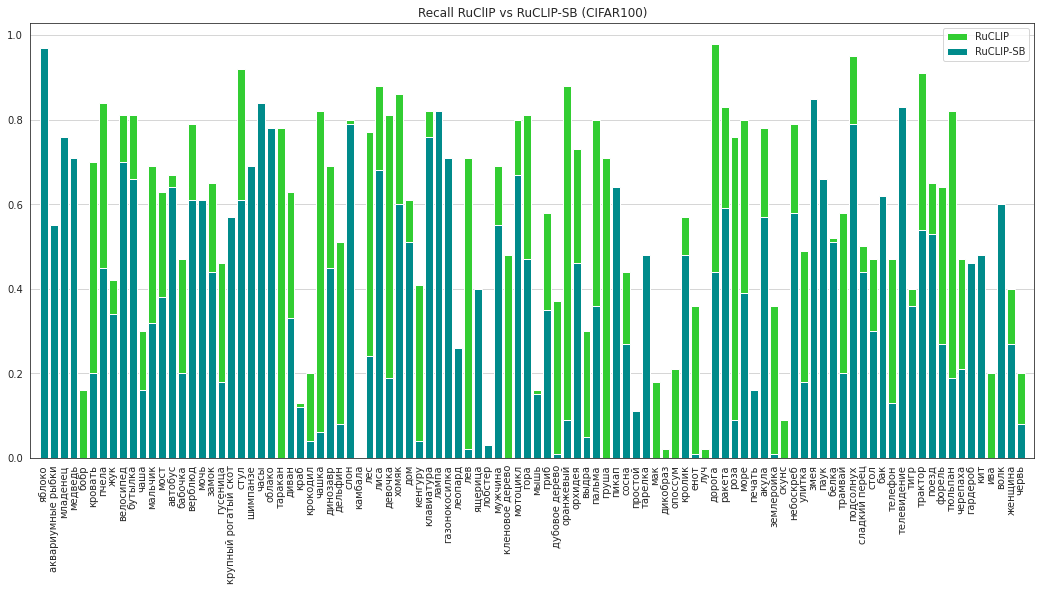 Recall RuClIP vs RuCLIP-SB (CIFAR100)
RuCLIP
RuCLIP-SB
1.0
0.8
0.6
0.4
0.2
0.0
яблоко
аквариумные рыбки
младенец
медведь
бобр
кровать
пчела
жук
велосипед
бутылка
чаша
мальчик
мост
автобус
бабочка
верблюд
мочь
замок
гусеница
крупный рогатый скот
стул
шимпанзе
часы
облако
таракан
диван
краб
крокодил
чашка
динозавр
дельфин
слон
камбала
лес
лиса
девочка
хомяк
дом
кенгуру
клавиатура
лампа
газонокосилка
леопард
лев
ящерица
лобстер
мужчина
кленовое дерево
мотоцикл
гора
мышь
гриб
дубовое дерево
оранжевый
орхидея
выдра
пальма
груша
пикап
сосна
простой
тарелка
мак
дикобраз
опоссум
кролик
енот
луч
дорога
ракета
роза
море
печать
акула
землеройка
скунс
небоскреб
улитка
змея
паук
белка
трамвай
подсолнух
сладкий перец
стол
бак
телефон
телевидение
тигр
трактор
поезд
форель
тюльпан
черепаха
гардероб
кит
ива
волк
женщина
червь